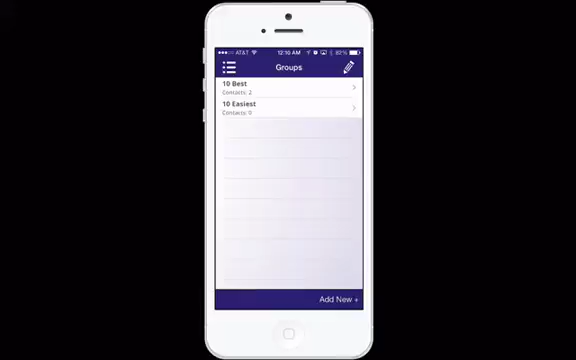 AT&T 12:10 AM 82%
Groups
10 Best
Contacts: 2
10 Easiest
Contacts: 0
Add New +